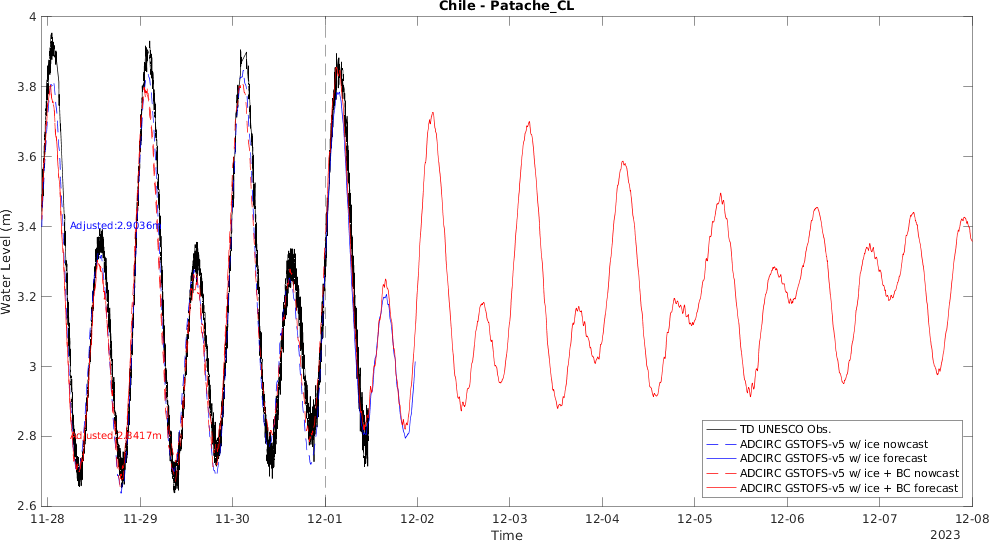 Chile - Patache_CL
4
3.8
3.6
3.4
3.2
3
2.8
2.6
Water Level (m)
Adjusted:2.9036m
Adjusted:2.8417m
TD UNESCO Obs.
ADCIRC GSTOFS-v5 w/ ice nowcast
ADCIRC GSTOFS-v5 w/ ice forecast
ADCIRC GSTOFS-v5 w/ ice + BC nowcast
ADCIRC GSTOFS-v5 w/ ice + BC forecast
11-28 11-29 11-30 12-01 12-02 12-03 12-04 12-05 12-06 12-07 12-08
Time
2023